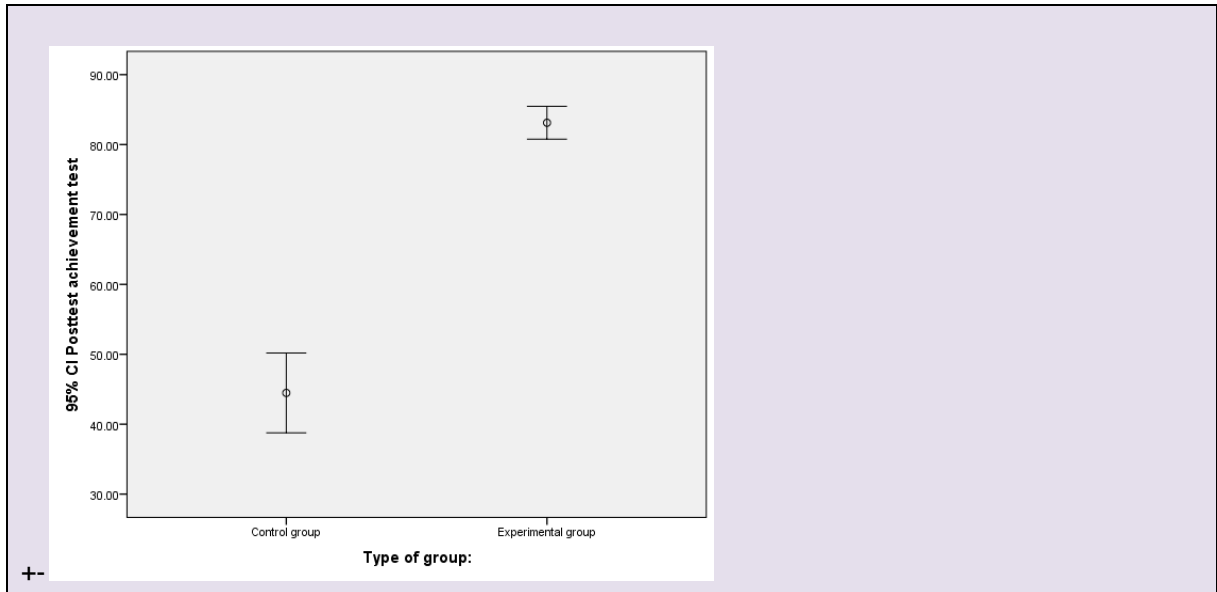 90.00
80.00
70.00
60.00
50.00
40.00
30.00
95% CI Posttest achievement test
Control group
Experimental group
Type of group:
+-